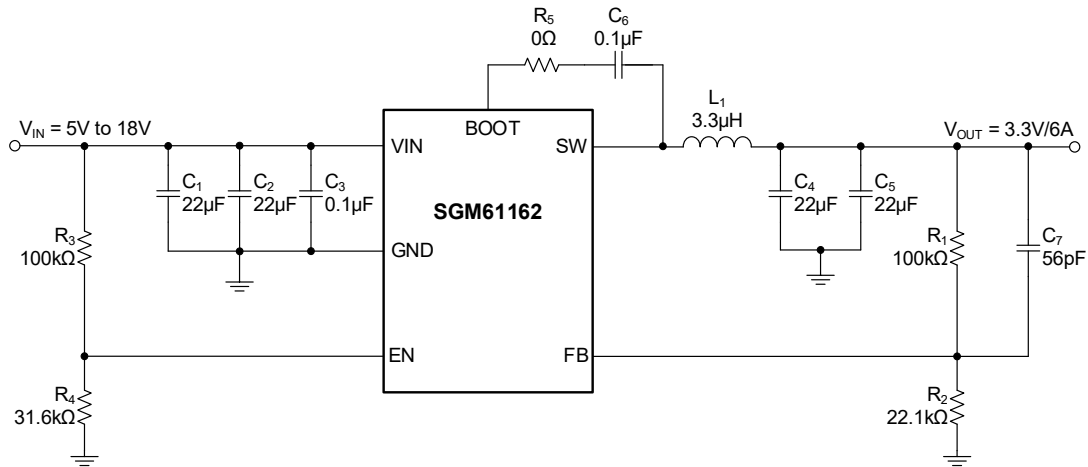 R5
0Ω
C6
0.1µF
L1
3.3µH
VIN = 5V to 18V
BOOT
VOUT = 3.3V/6A
VIN
SW
C1
22µF
C2
22µF
C3
0.1µF
SGM61162
C4
22µF
C5
22µF
R3
100kΩ
GND
R1
100kΩ
C7
56pF
EN
FB
R4
31.6kΩ
R2
22.1kΩ